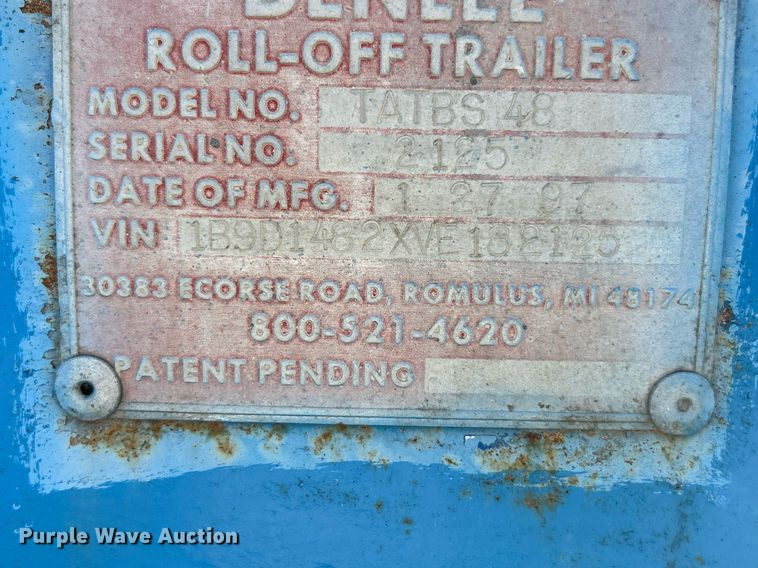 BENLEE
ROLL-OFF TRAILER
MODEL NO. TATBS 48
SERIAL NO. 2125
DATE OF MFG. 1 27 97
VIN 1B9D1482XVE182125
30383 ECORSE ROAD, ROMULUS, MI 48174
800-521-4620
PATENT PENDING
Purple Wave Auction